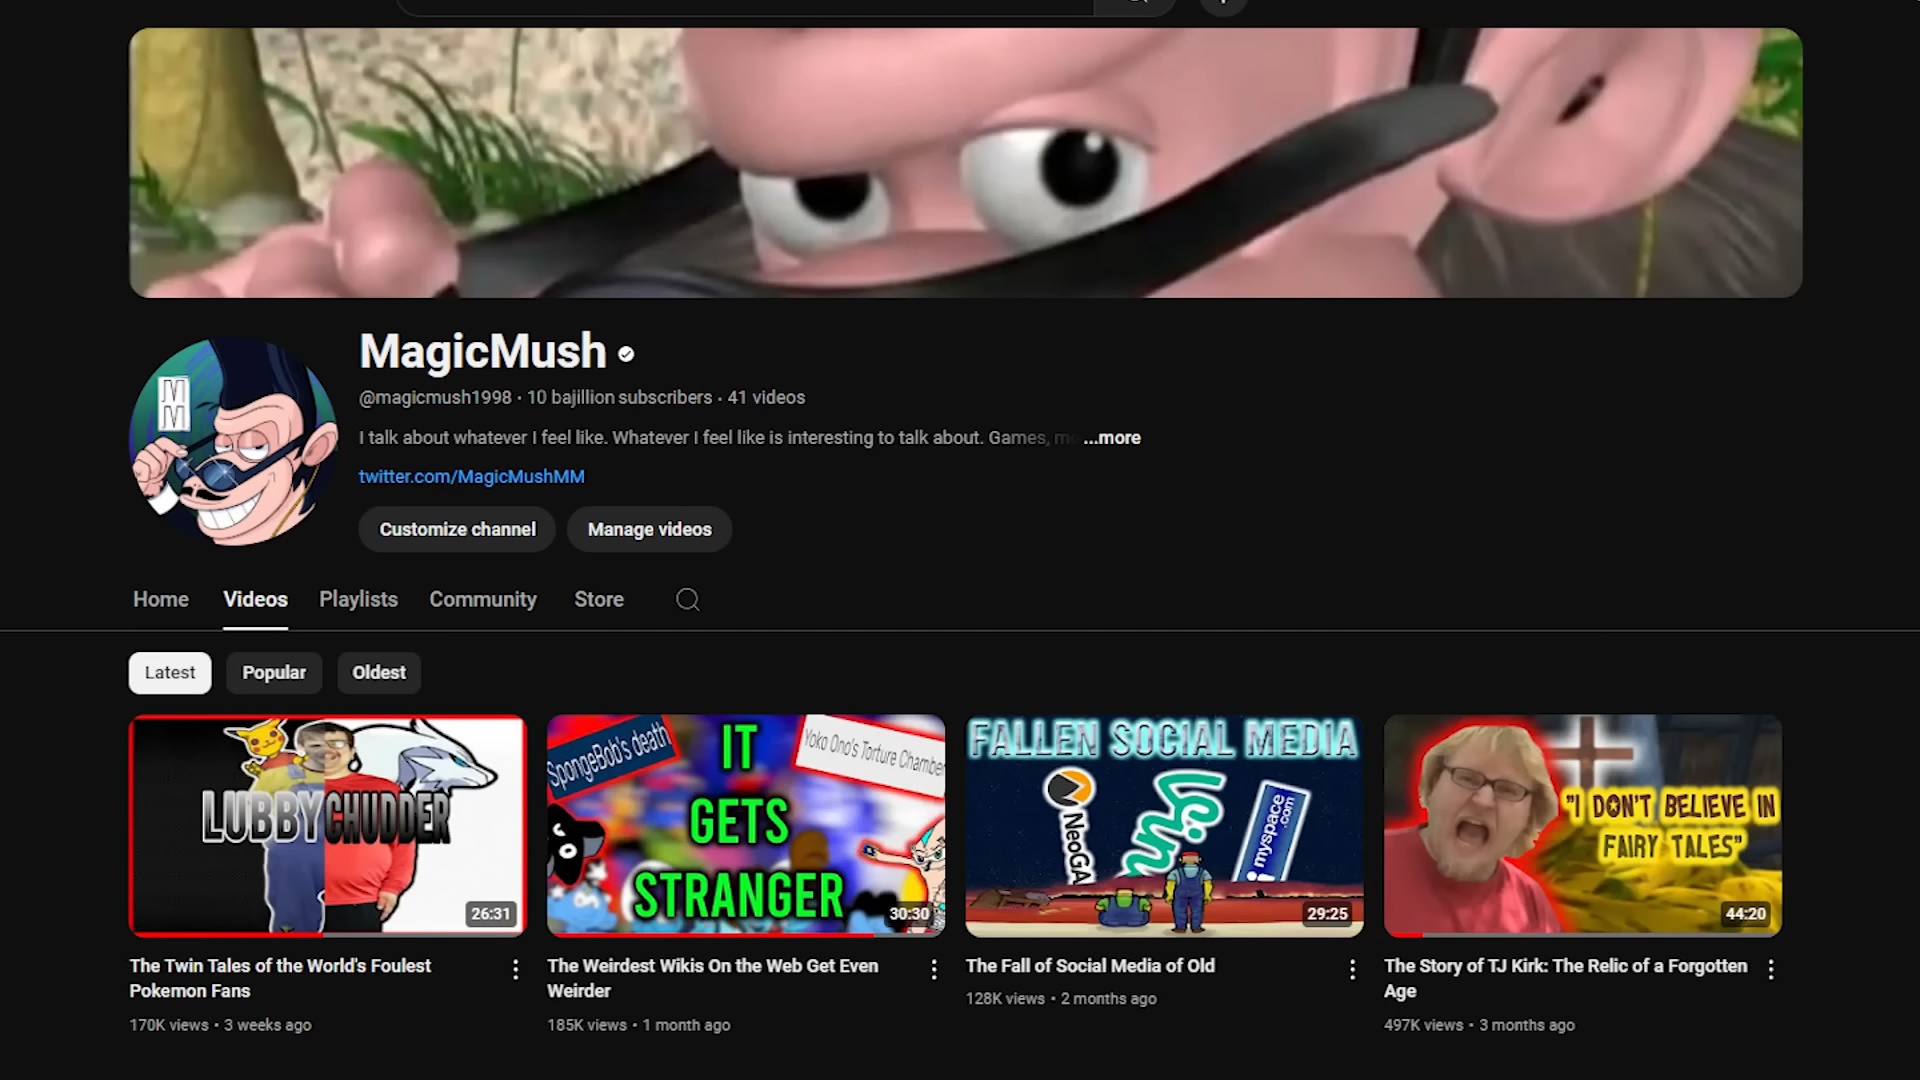 MagicMush
@magicmush1998 · 10 bajillion subscribers · 41 videos
I talk about whatever I feel like. Whatever I feel like is interesting to talk about. Games, ...more
twitter.com/MagicMushMM
Customize channel
Manage videos
Home
Videos
Playlists
Community
Store
Latest
Popular
Oldest
MM
LUBBY CHUDDER
26:31
SpongeBob's death
Yoko Ono's Torture Chamber
IT
GETS
STRANGER
30:30
FALLEN SOCIAL MEDIA
NeoGA
Vin
myspace.com
29:25
"I DON'T BELIEVE IN
FAIRY TALES"
44:20
The Twin Tales of the World's Foulest
Pokemon Fans
170K views · 3 weeks ago
The Weirdest Wikis On the Web Get Even
Weirder
185K views · 1 month ago
The Fall of Social Media of Old
128K views · 2 months ago
The Story of TJ Kirk: The Relic of a Forgotten
Age
497K views · 3 months ago